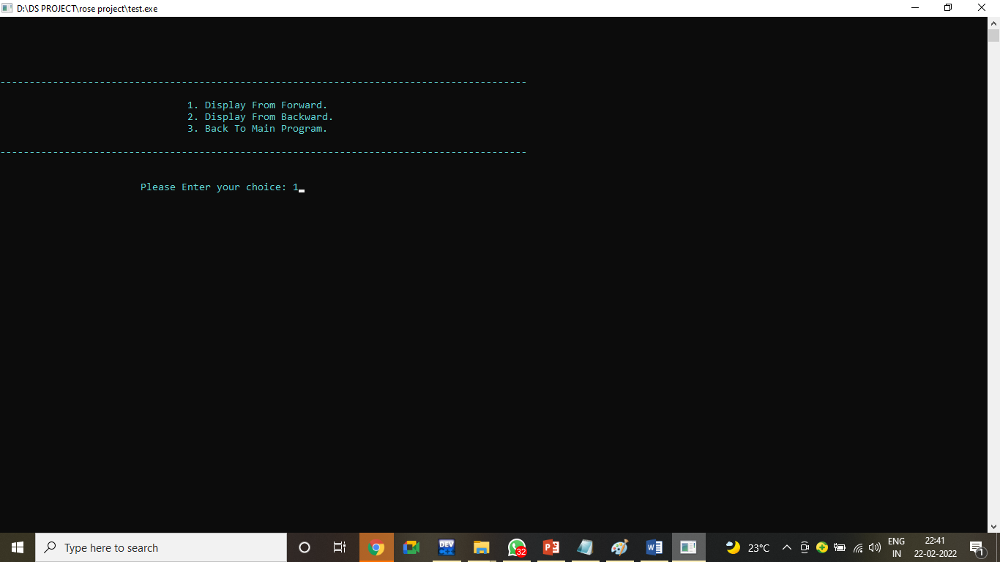 D:\DS PROJECT\rose project\test.exe
-----------------------------------------------------------------------------------------
1. Display From Forward.
2. Display From Backward.
3. Back To Main Program.
-----------------------------------------------------------------------------------------
Please Enter your choice: 1
Type here to search
DEV
C++
32
23°C
ENG
IN
22:41
22-02-2022
1